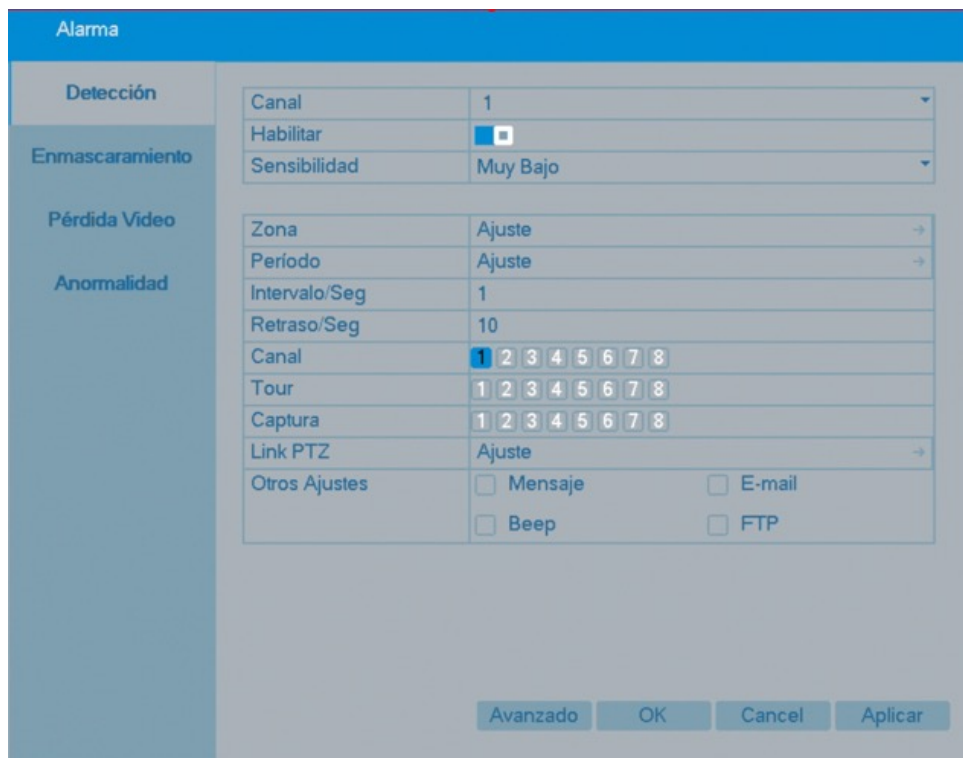 Alarma
Detección
Enmascaramiento
Pérdida Video
Anormalidad
Canal 1
Habilitar
Sensibilidad Muy Bajo
Zona Ajuste
Período Ajuste
Intervalo/Seg 1
Retraso/Seg 10
Canal 1 2 3 4 5 6 7 8
Tour 1 2 3 4 5 6 7 8
Captura 1 2 3 4 5 6 7 8
Link PTZ Ajuste
Otros Ajustes Mensaje E-mail
Beep FTP
Avanzado OK Cancel Aplicar